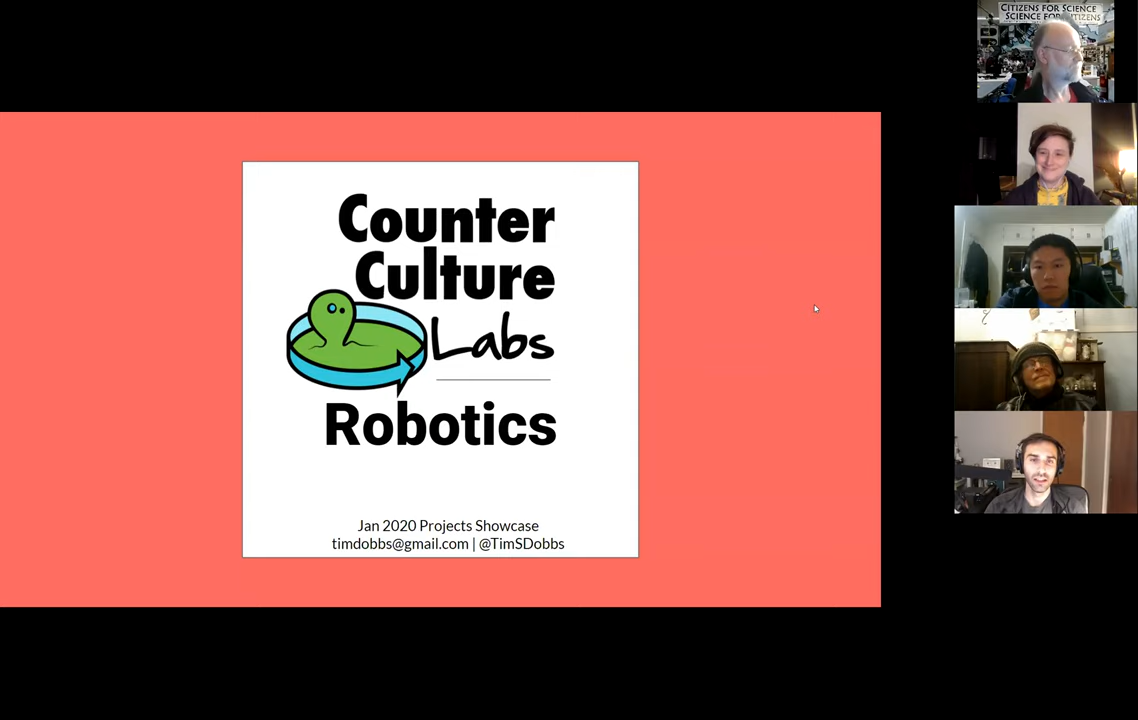 Counter
Culture
Labs
Robotics
Jan 2020 Projects Showcase
timdobbs@gmail.com | @TimSDobbs
CITIZENS FOR SCIENCE
SCIENCE FOR CITIZENS